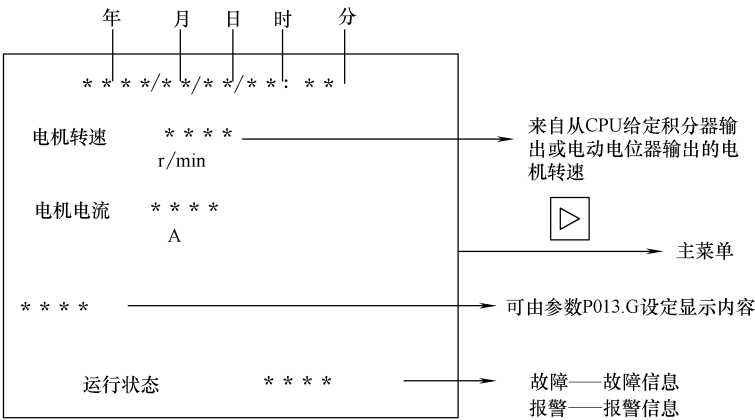 年 月 日 时 分
****/**/**/**:**
电机转速 ****
r/min
来自从CPU给定积分器输
出或电动电位器输出的电
机转速
电机电流 ****
A
主菜单
****
可由参数P013.G设定显示内容
运行状态 ****
故障——故障信息
报警——报警信息